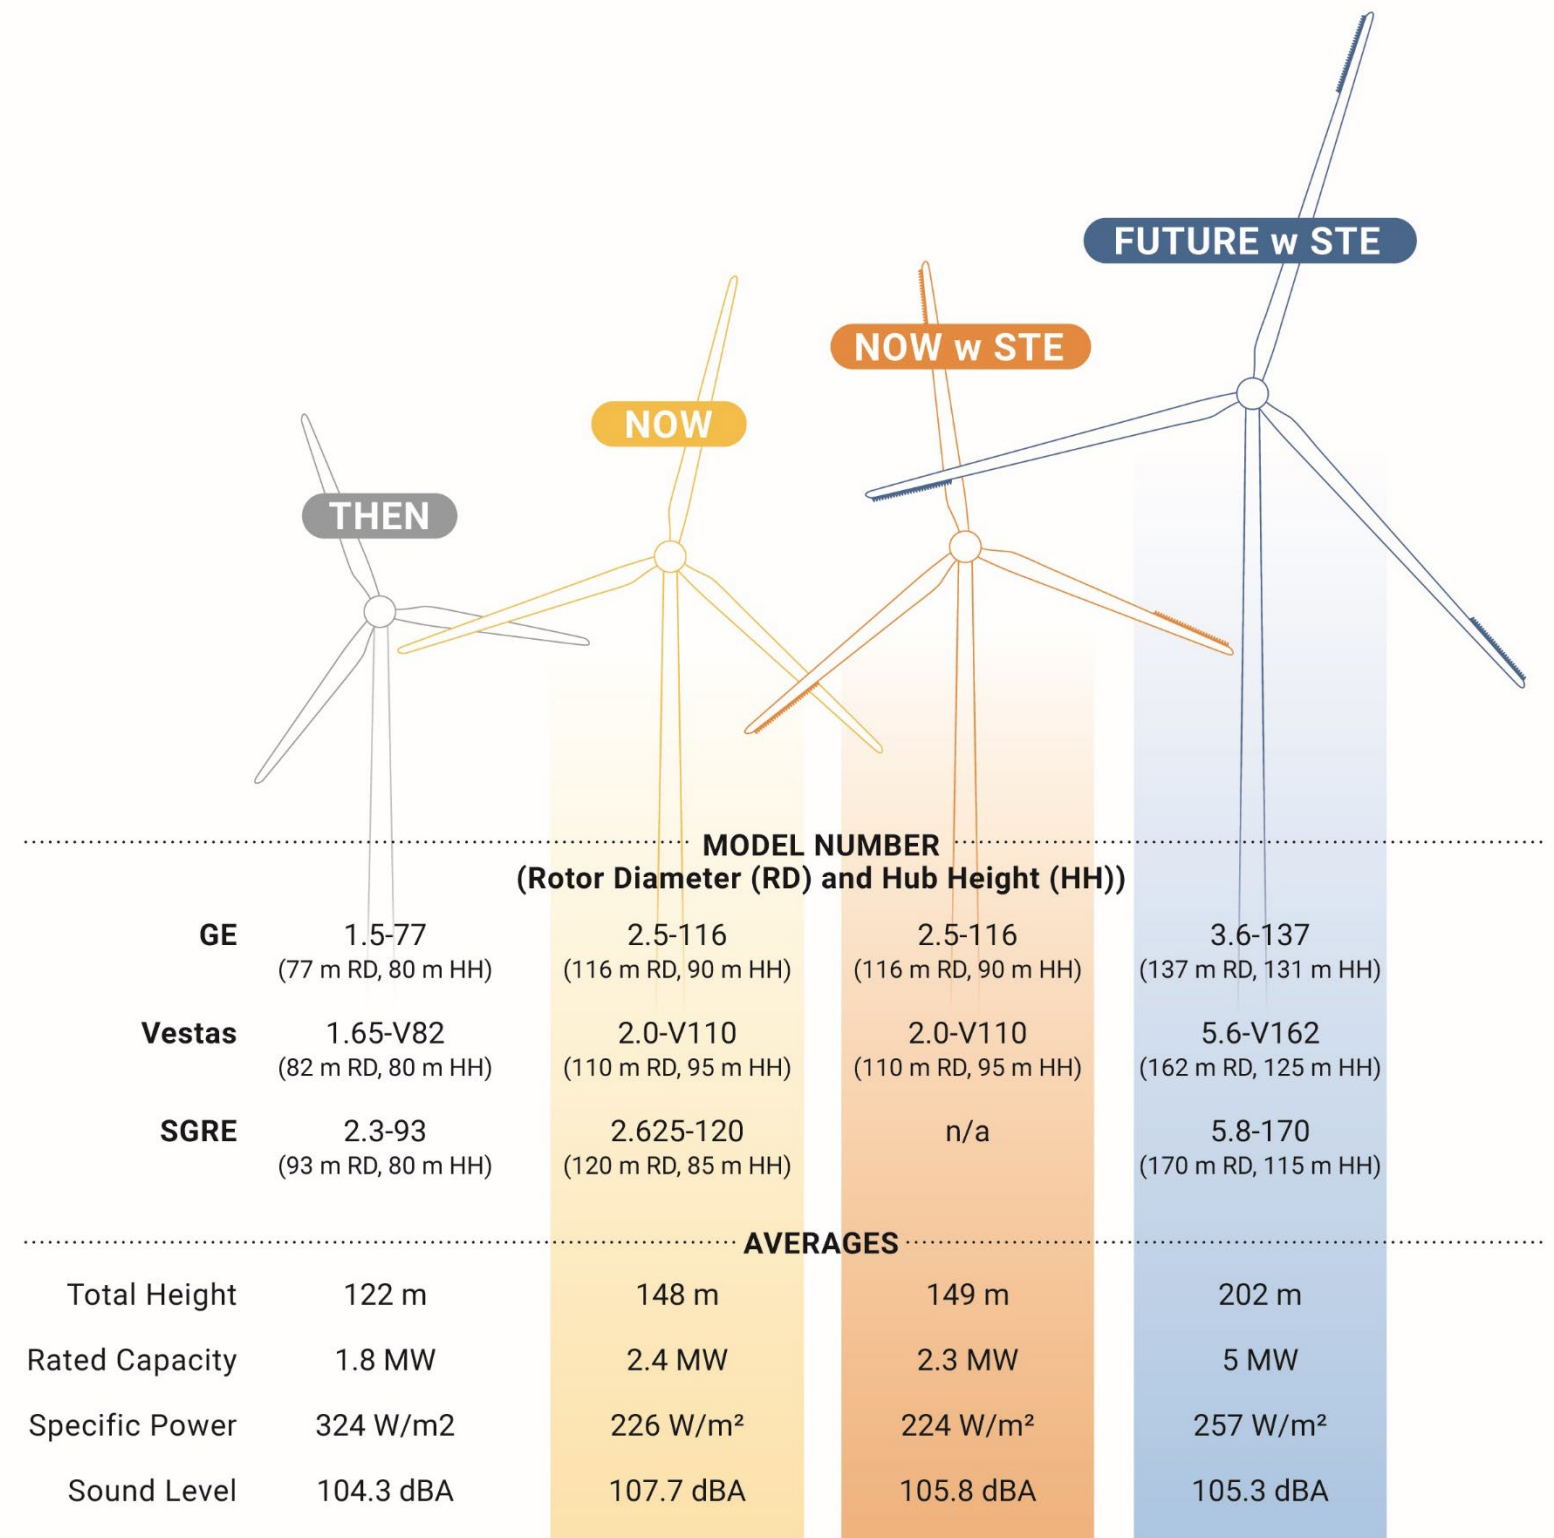 FUTURE w STE
NOW w STE
NOW
THEN
MODEL NUMBER
(Rotor Diameter (RD) and Hub Height (HH))
GE 1.5-77 2.5-116 2.5-116 3.6-137
(77 m RD, 80 m HH) (116 m RD, 90 m HH) (116 m RD, 90 m HH) (137 m RD, 131 m HH)
Vestas 1.65-V82 2.0-V110 2.0-V110 5.6-V162
(82 m RD, 80 m HH) (110 m RD, 95 m HH) (110 m RD, 95 m HH) (162 m RD, 125 m HH)
SGRE 2.3-93 2.625-120 n/a 5.8-170
(93 m RD, 80 m HH) (120 m RD, 85 m HH) (170 m RD, 115 m HH)
AVERAGES
Total Height 122 m 148 m 149 m 202 m
Rated Capacity 1.8 MW 2.4 MW 2.3 MW 5 MW
Specific Power 324 W/m2 226 W/m² 224 W/m² 257 W/m²
Sound Level 104.3 dBA 107.7 dBA 105.8 dBA 105.3 dBA